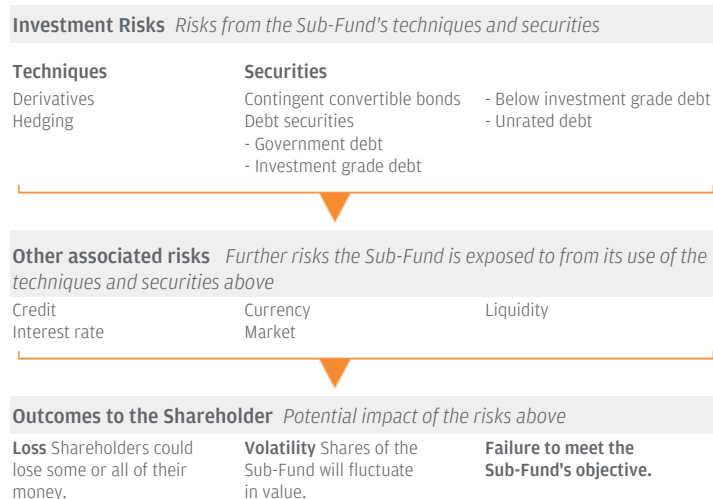 Investment Risks Risks from the Sub-Fund's techniques and securities
Techniques
Derivatives
Hedging
Securities
Contingent convertible bonds
Debt securities
- Government debt
- Investment grade debt
- Below investment grade debt
- Unrated debt
Other associated risks Further risks the Sub-Fund is exposed to from its use of the
techniques and securities above
Credit
Interest rate
Currency
Market
Liquidity
Outcomes to the Shareholder Potential impact of the risks above
Loss Shareholders could
lose some or all of their
money.
Volatility Shares of the
Sub-Fund will fluctuate
in value.
Failure to meet the
Sub-Fund's objective.